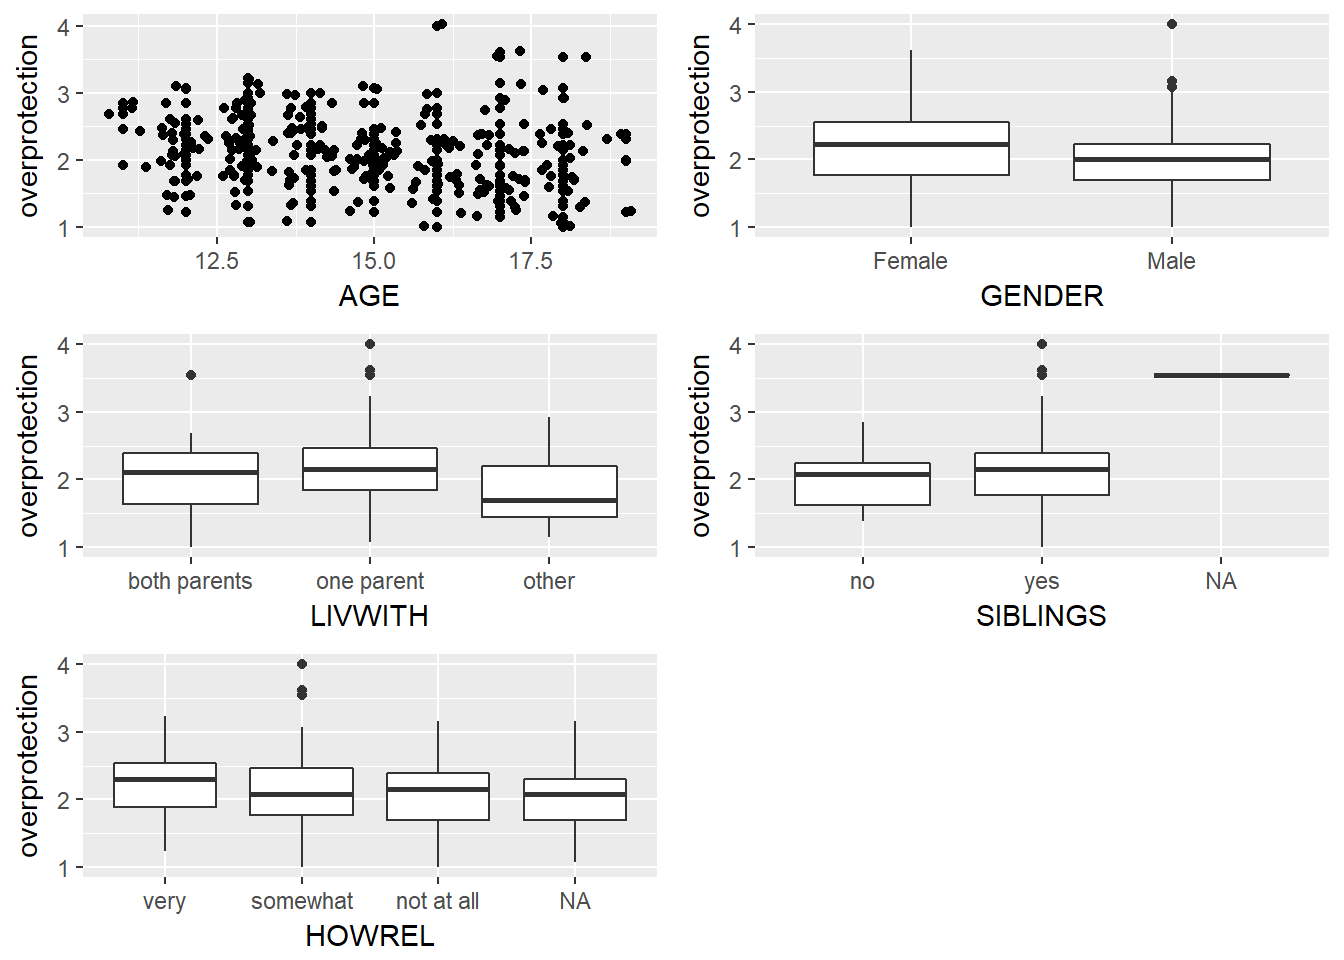 overprotection
4
3
2
1
12.5 15.0 17.5
AGE
overprotection
4
3
2
1
Female Male
GENDER
overprotection
4
3
2
1
both parents one parent other
LIVWITH
overprotection
4
3
2
1
no yes NA
SIBLINGS
overprotection
4
3
2
1
very somewhat not at all NA
HOWREL